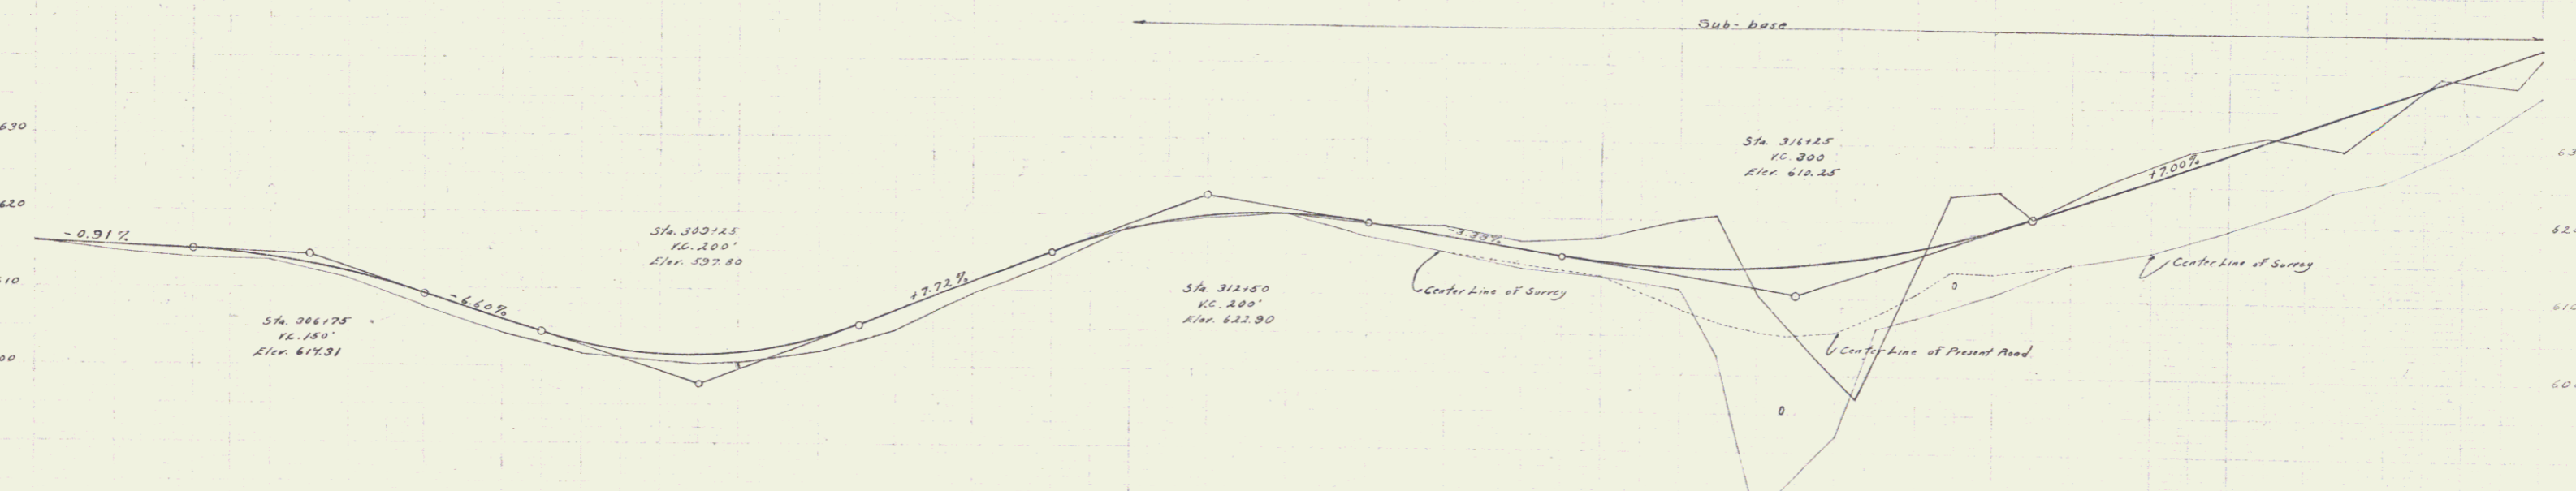 Sub-base
630
Sta. 316+25
V.C. 300
Elev. 610.25
+7.00%
620
-0.91%
Sta. 309+25
V.C. 200'
Elev. 597.80
-3.38%
Center Line of Survey
+7.72%
Sta. 312+50
V.C. 200'
Elev. 622.90
Center Line of Survey
-6.60%
Sta. 306+75
V.C. 150'
Elev. 614.31
Center Line of Present Road